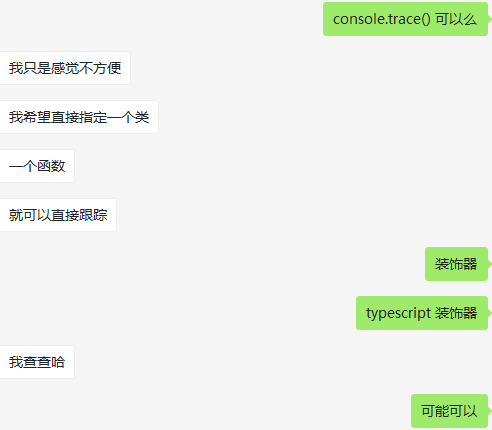 console.trace() 可以么
我只是感觉不方便
我希望直接指定一个类
一个函数
就可以直接跟踪
装饰器
typescript 装饰器
我查查哈
可能可以